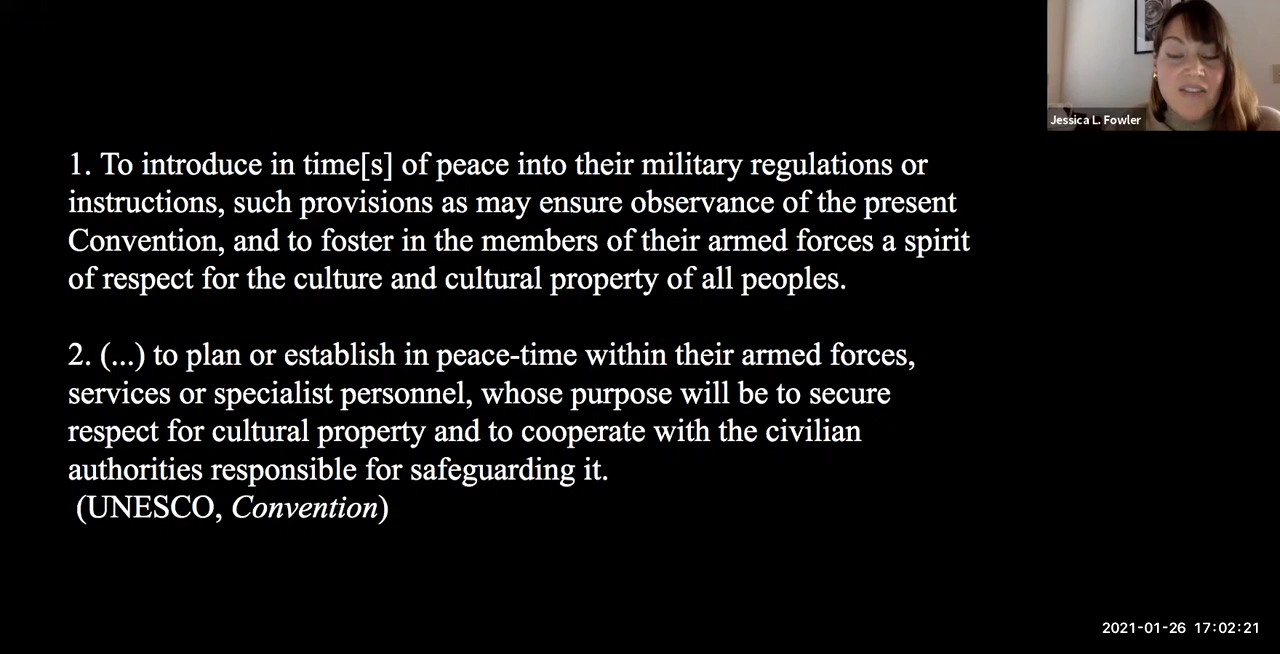 Jessica L. Fowler
1. To introduce in time[s] of peace into their military regulations or
instructions, such provisions as may ensure observance of the present
Convention, and to foster in the members of their armed forces a spirit
of respect for the culture and cultural property of all peoples.
2. (...) to plan or establish in peace-time within their armed forces,
services or specialist personnel, whose purpose will be to secure
respect for cultural property and to cooperate with the civilian
authorities responsible for safeguarding it.
(UNESCO, Convention)
2021-01-26 17:02:21